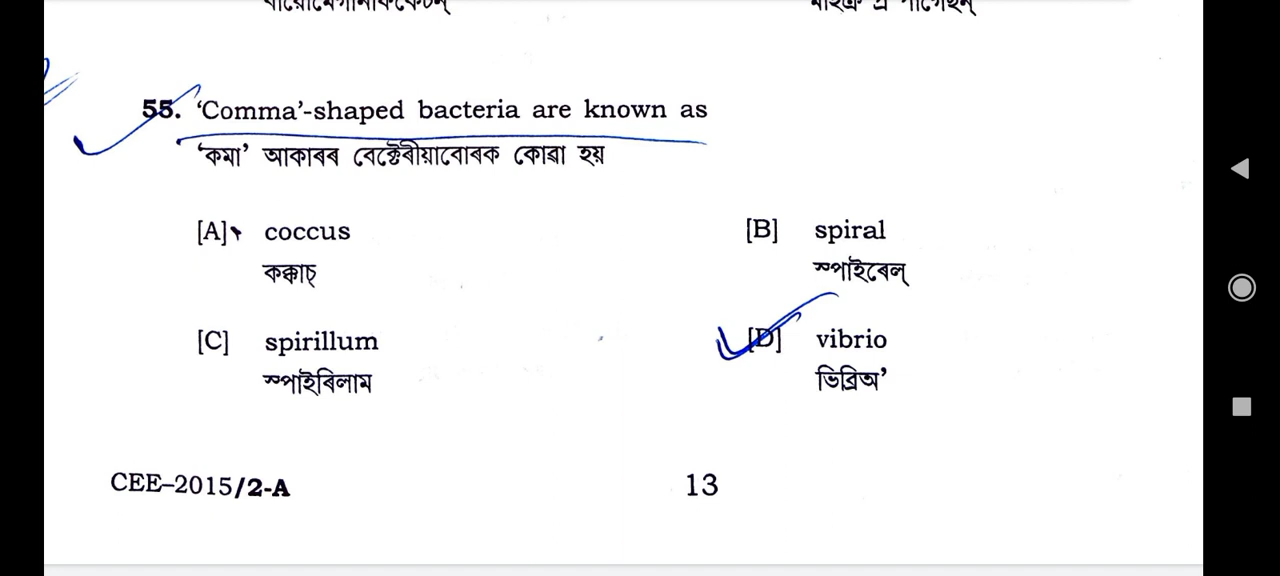 55. ‘Comma’-shaped bacteria are known as
‘কমা’ আকাৰৰ বেক্টেৰীয়াবোৰক কোৱা হয়
[A] coccus
কক্কাচ্
[B] spiral
স্পাইৰেল্
[C] spirillum
স্পাইৰিলাম
[D] vibrio
ভিব্ৰিঅ’
CEE–2015/2-A
13